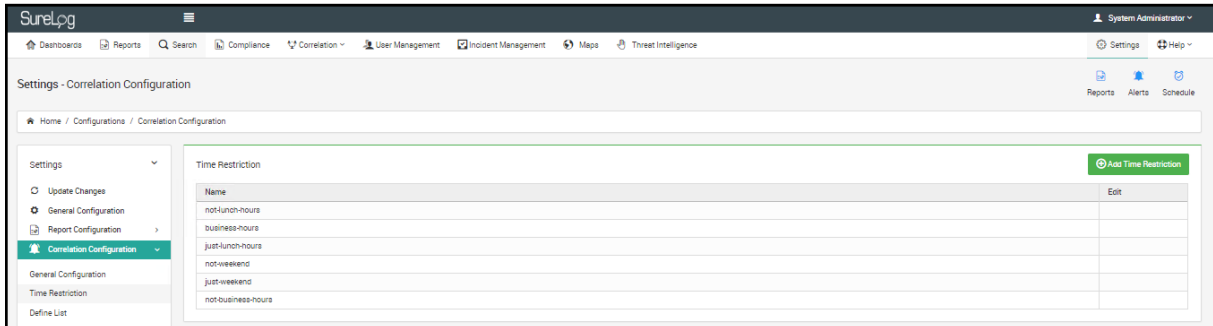 SureLog
System Administrator
Dashboards Reports Search Compliance Correlation User Management Incident Management Maps Threat Intelligence Settings Help
Settings - Correlation Configuration
Reports Alerts Schedule
Home / Configurations / Correlation Configuration
Settings
Update Changes
General Configuration
Report Configuration
Correlation Configuration
General Configuration
Time Restriction
Define List
Time Restriction
Add Time Restriction
Name Edit
not-lunch-hours
business-hours
just-lunch-hours
not-weekend
just-weekend
not-business-hours